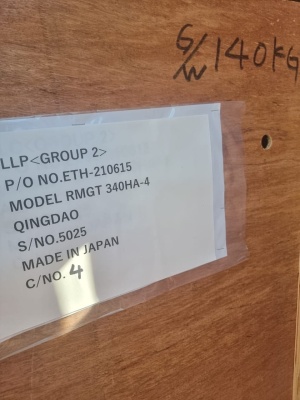 G/W 140KG
LLP<GROUP 2>
P/O NO.ETH-210615
MODEL RMGT 340HA-4
QINGDAO
S/NO.5025
MADE IN JAPAN
C/NO. 4